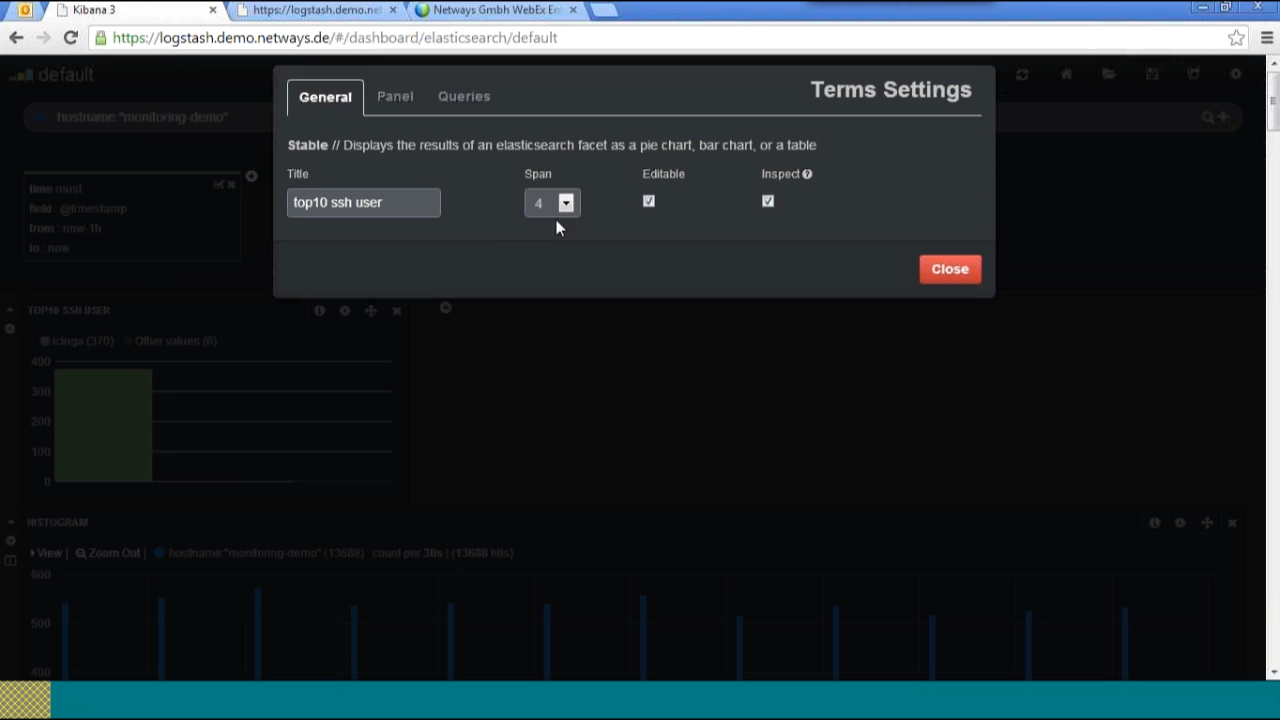 Kibana 3
https://logstash.demo.net
Netways Gmbh WebEx En
https://logstash.demo.netways.de/#/dashboard/elasticsearch/default
default
hostname:"monitoring-demo"
General
Panel
Queries
Terms Settings
Stable // Displays the results of an elasticsearch facet as a pie chart, bar chart, or a table
Title
Span
Editable
Inspect
top10 ssh user
4
Close
time must
field : @timestamp
from : now-1h
to : now
TOP10 SSH USER
icinga (370)
Other values (0)
400
300
200
100
0
HISTOGRAM
View |
Zoom Out |
hostname:"monitoring-demo" (13688)
count per 30s | (13688 hits)
600
500
400